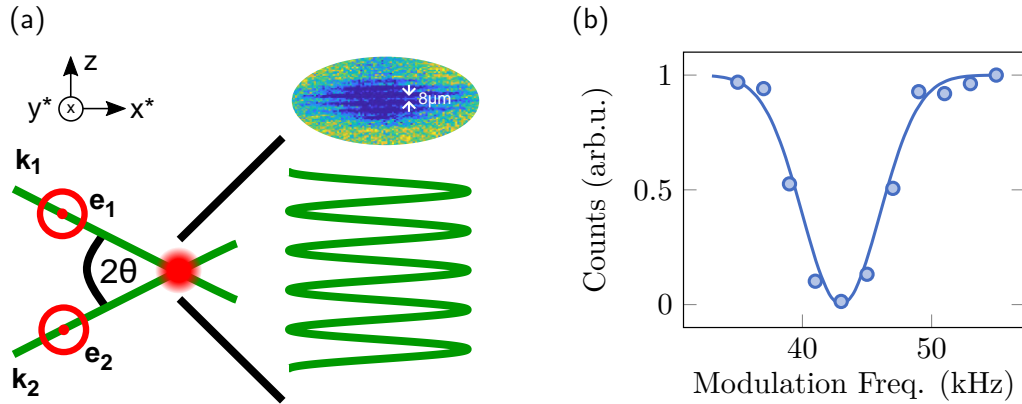 (a)
z
y* x x*
8μm
k1
e1
2θ
e2
k2
(b)
Counts (arb.u.)
1
0.5
0
40 50
Modulation Freq. (kHz)